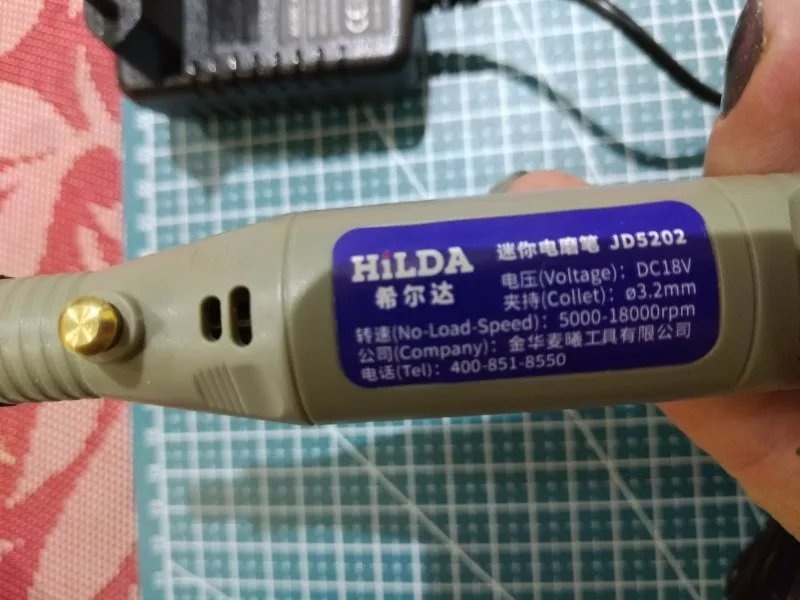 HiLDA
希尔达
迷你电磨笔 JD5202
电压(Voltage)：DC18V
夹持(Collet)：ø3.2mm
转速(No-Load-Speed)：5000-18000rpm
公司(Company)：金华麦曦工具有限公司
电话(Tel)：400-851-8550